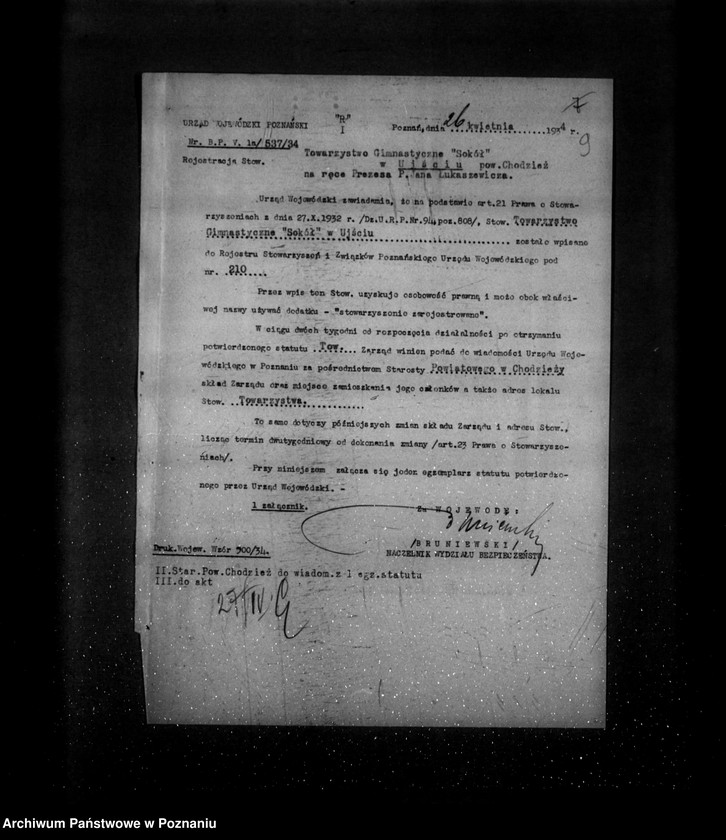 "R"
I
URZĄD WOJEWÓDZKI POZNAŃSKI
Poznań, dnia 26 kwietnia 1934 r.
9
Nr. B.P. V. 1a/537/34
Rejestracja Stow.
Towarzystwo Gimnastyczne "Sokół"
w Ujściu pow.Chodzież
na ręce Prezesa P.Jana Łukaszewicza.
Urząd Wojewódzki zawiadamia, że na podstawie art.21 Prawa o Stowa-
rzyszeniach z dnia 27.X.1932 r. /Dz.U.R.P.Nr.94,poz.808/, Stow. Towarzystwo
Gimnastyczne "Sokół" w Ujściu zostało wpisane
do Rejestru Stowarzyszeń i Związków Poznańskiego Urzędu Wojewódzkiego pod
nr. 210....
Przez wpis ten Stow. uzyskuje osobowość prawną i może obok właści-
wej nazwy używać dodatku - "stowarzyszenie zarejestrowane".
W ciągu dwóch tygodni od rozpoczęcia działalności po otrzymaniu
potwierdzonego statutu ..Tow.... Zarząd winien podać do wiadomości Urzędu Woje-
wódzkiego w Poznaniu za pośrednictwem Starosty Powiatowego w Chodzieży
skład Zarządu oraz miejsce zamieszkania jego członków a także adres lokalu
Stow. ..Towarzystwa.
To samo dotyczy późniejszych zmian składu Zarządu i adresu Stow.,
licząc termin dwutygodniowy od dokonania zmiany /art.23 Prawa o Stowarzysze-
niach/.
Przy niniejszem załącza się jeden egzemplarz statutu potwierdzo-
nego przez Urząd Wojewódzki. -
1 załącznik.
Z. WOJEWODY:
/BRUNIEWSKI/
NACZELNIK WYDZIAŁU BEZPIECZEŃSTWA.
Druk.Wojew. Wzór 900/34.
II.Star.Pow.Chodzież do wiadom.z 1 egz.statutu
III.do akt
27/IV
Archiwum Państwowe w Poznaniu